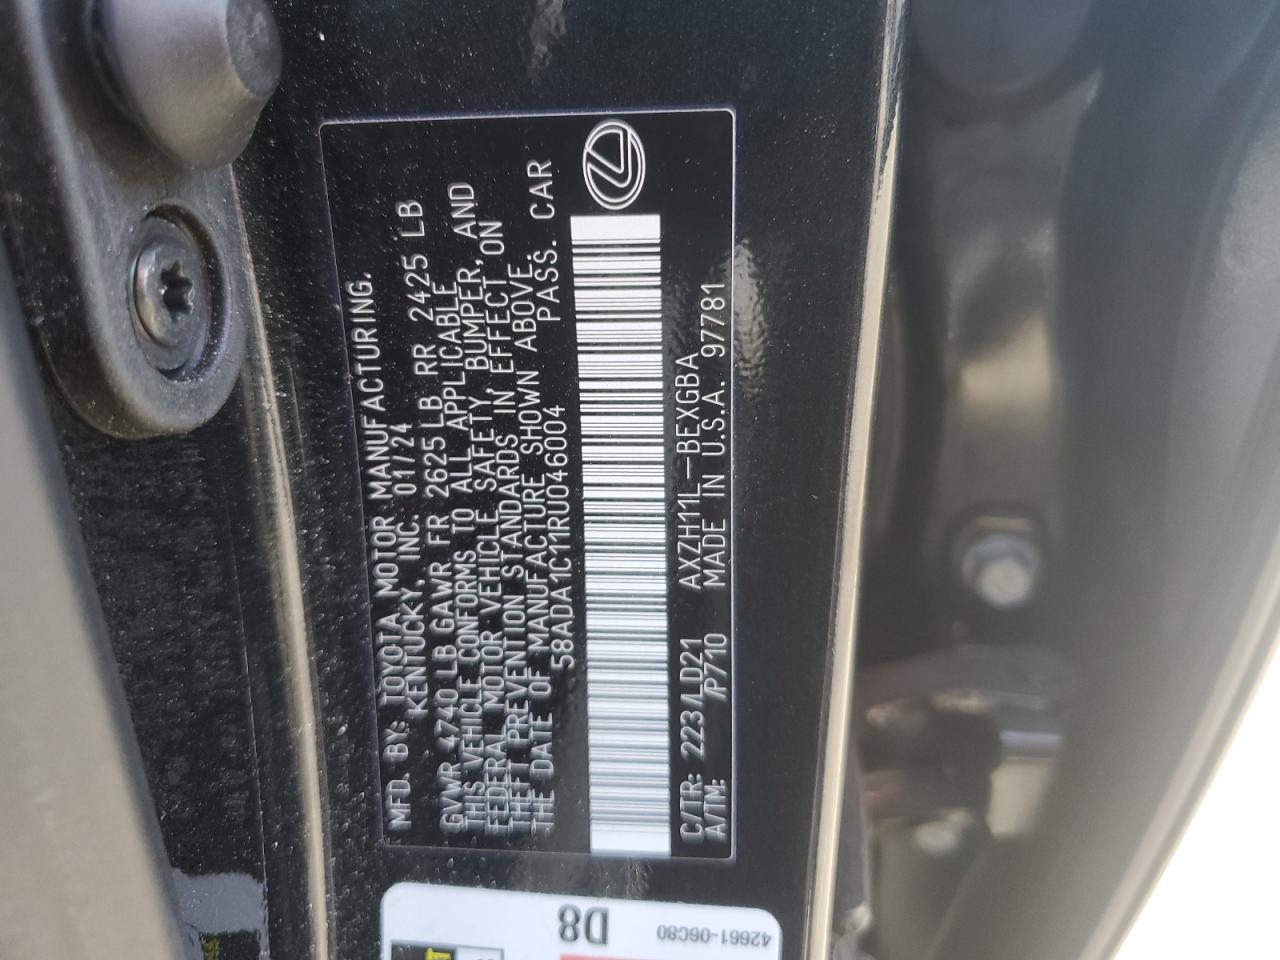 MFD. BY: TOYOTA MOTOR MANUFACTURING.
KENTUCKY, INC. 01/24
GVWR 4740 LB GAWR FR 2625 LB RR 2425 LB
THIS VEHICLE CONFORMS TO ALL APPLICABLE
FEDERAL MOTOR VEHICLE SAFETY, BUMPER, AND
THEFT PREVENTION STANDARDS IN EFFECT ON
THE DATE OF MANUFACTURE SHOWN ABOVE.
58ADA1C11RU046004 PASS. CAR
C/TR: 223/LD21 AXZH11L-BEXGBA
A/TM: /P710 MADE IN U.S.A. 97781
D8
42661-06C80